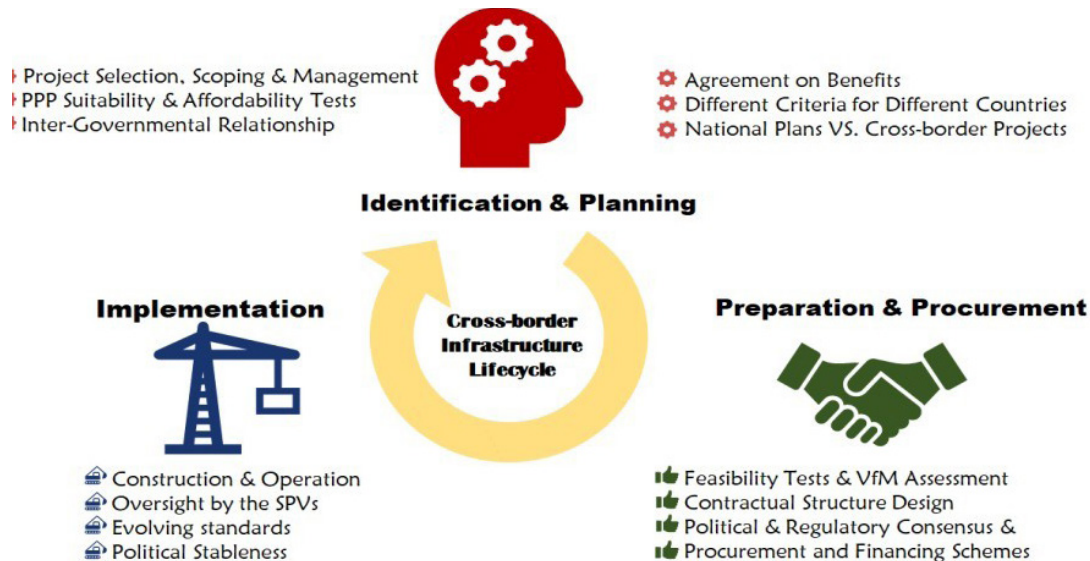 Project Selection, Scoping & Management
PPP Suitability & Affordability Tests
Inter-Governmental Relationship
Agreement on Benefits
Different Criteria for Different Countries
National Plans VS. Cross-border Projects
Identification & Planning
Implementation
Cross-border
Infrastructure
Lifecycle
Preparation & Procurement
Construction & Operation
Oversight by the SPVs
Evolving standards
Political Stableness
Feasibility Tests & VfM Assessment
Contractual Structure Design
Political & Regulatory Consensus &
Procurement and Financing Schemes